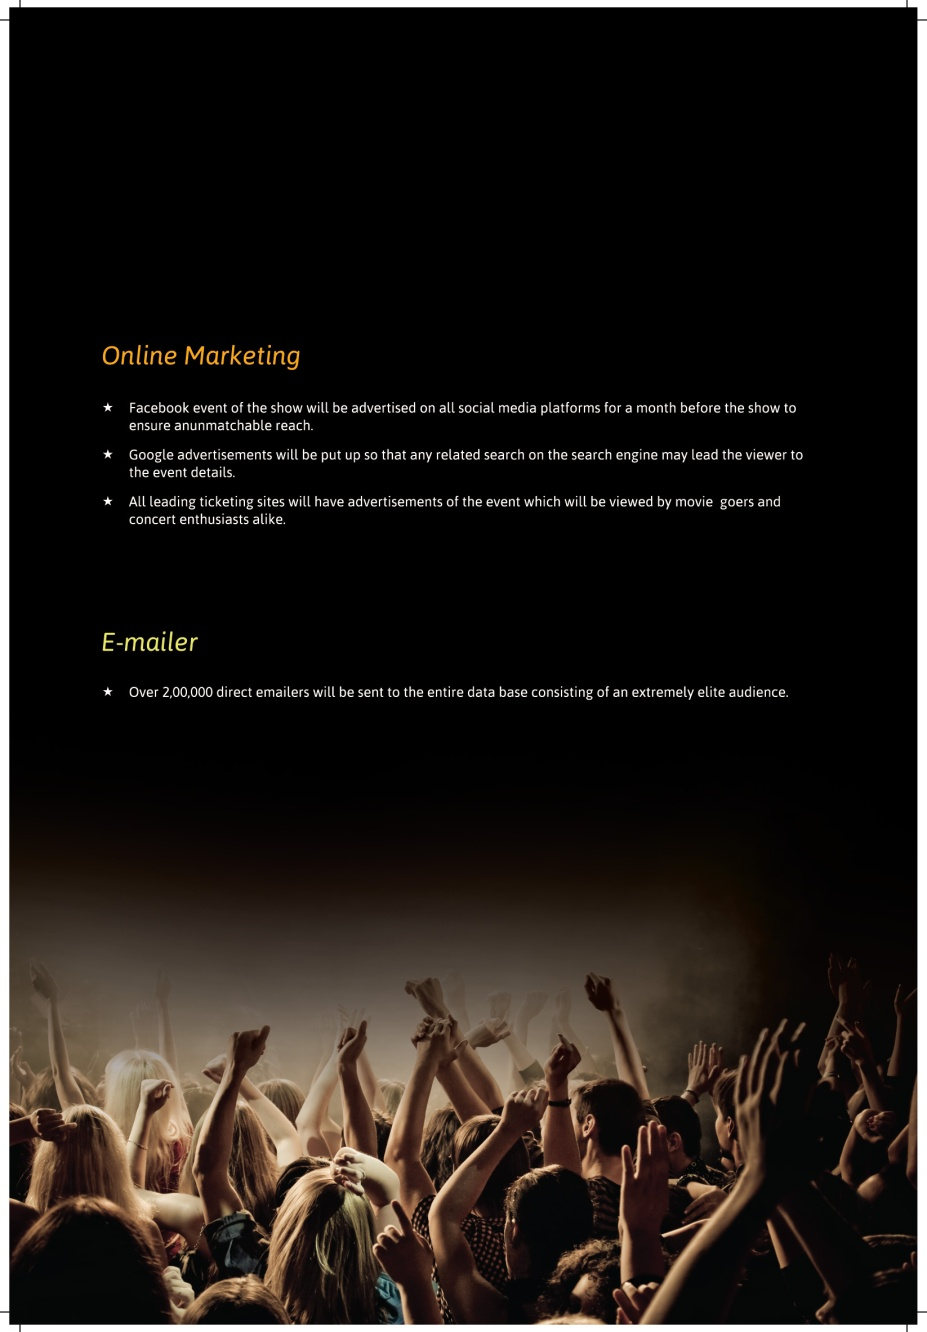 Online Marketing
★ Facebook event of the show will be advertised on all social media platforms for a month before the show to
ensure anunmatchable reach.
★ Google advertisements will be put up so that any related search on the search engine may lead the viewer to
the event details.
★ All leading ticketing sites will have advertisements of the event which will be viewed by movie  goers and
concert enthusiasts alike.
E-mailer
★ Over 2,00,000 direct emailers will be sent to the entire data base consisting of an extremely elite audience.